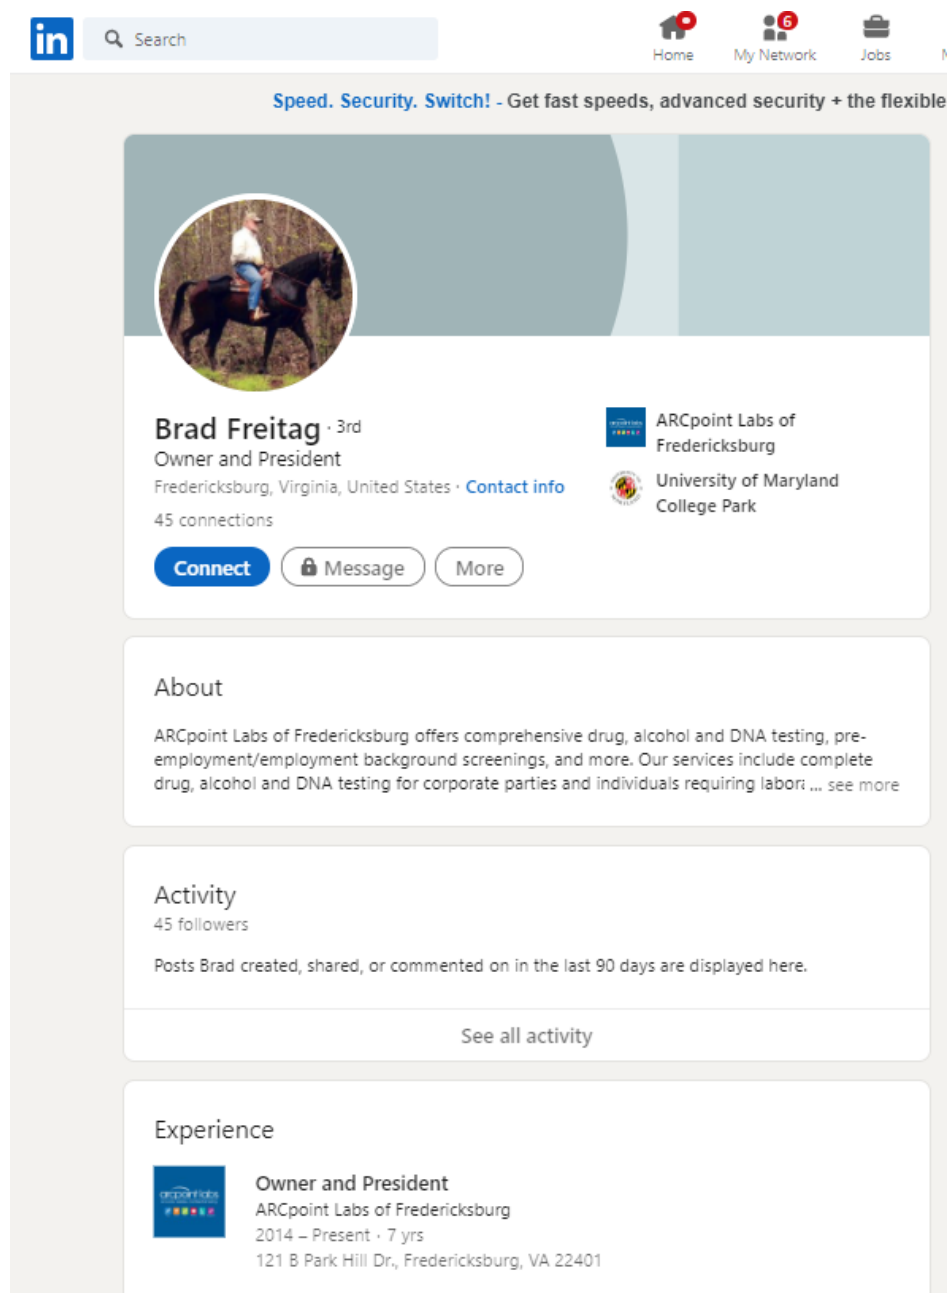 in
Search
Home
6
My Network
Jobs
Speed. Security. Switch! - Get fast speeds, advanced security + the flexible
Brad Freitag · 3rd
Owner and President
Fredericksburg, Virginia, United States · Contact info
45 connections
ARCpoint Labs of
Fredericksburg
University of Maryland
College Park
Connect
Message
More
About
ARCpoint Labs of Fredericksburg offers comprehensive drug, alcohol and DNA testing, pre-
employment/employment background screenings, and more. Our services include complete
drug, alcohol and DNA testing for corporate parties and individuals requiring labora ... see more
Activity
45 followers
Posts Brad created, shared, or commented on in the last 90 days are displayed here.
See all activity
Experience
arcpoint labs
Owner and President
ARCpoint Labs of Fredericksburg
2014 – Present · 7 yrs
121 B Park Hill Dr., Fredericksburg, VA 22401